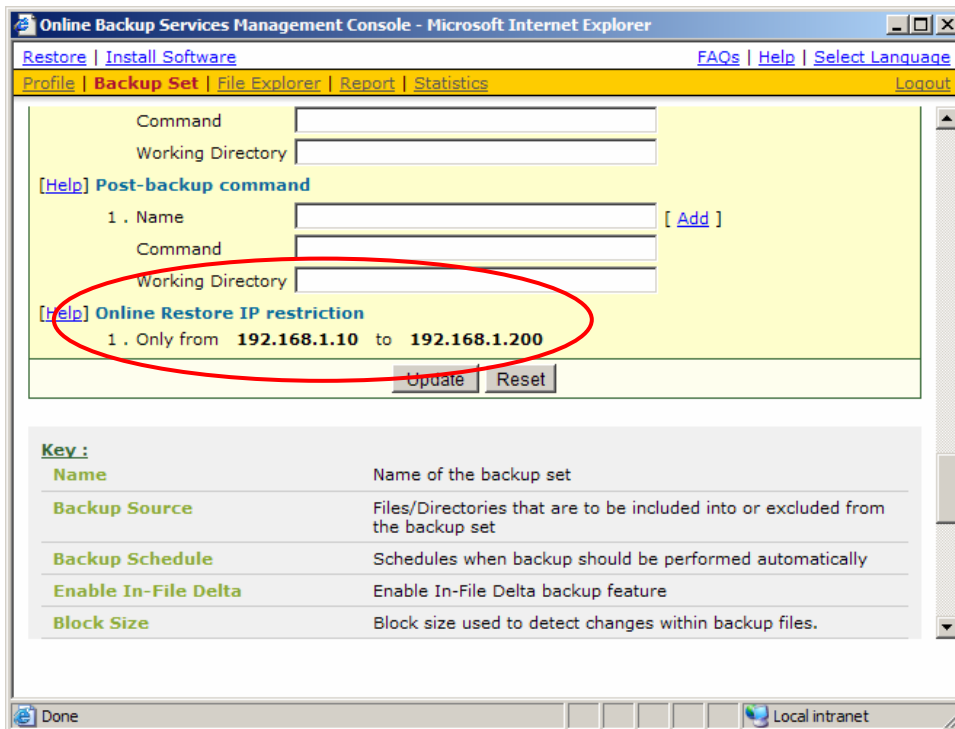 Online Backup Services Management Console - Microsoft Internet Explorer
Restore | Install Software FAQs | Help | Select Language
Profile | Backup Set | File Explorer | Report | Statistics Logout
Command
Working Directory
[Help] Post-backup command
1 . Name [ Add ]
Command
Working Directory
[Help] Online Restore IP restriction
1 . Only from 192.168.1.10 to 192.168.1.200
Update Reset
Key :
Name Name of the backup set
Backup Source Files/Directories that are to be included into or excluded from
the backup set
Backup Schedule Schedules when backup should be performed automatically
Enable In-File Delta Enable In-File Delta backup feature
Block Size Block size used to detect changes within backup files.
Done Local intranet